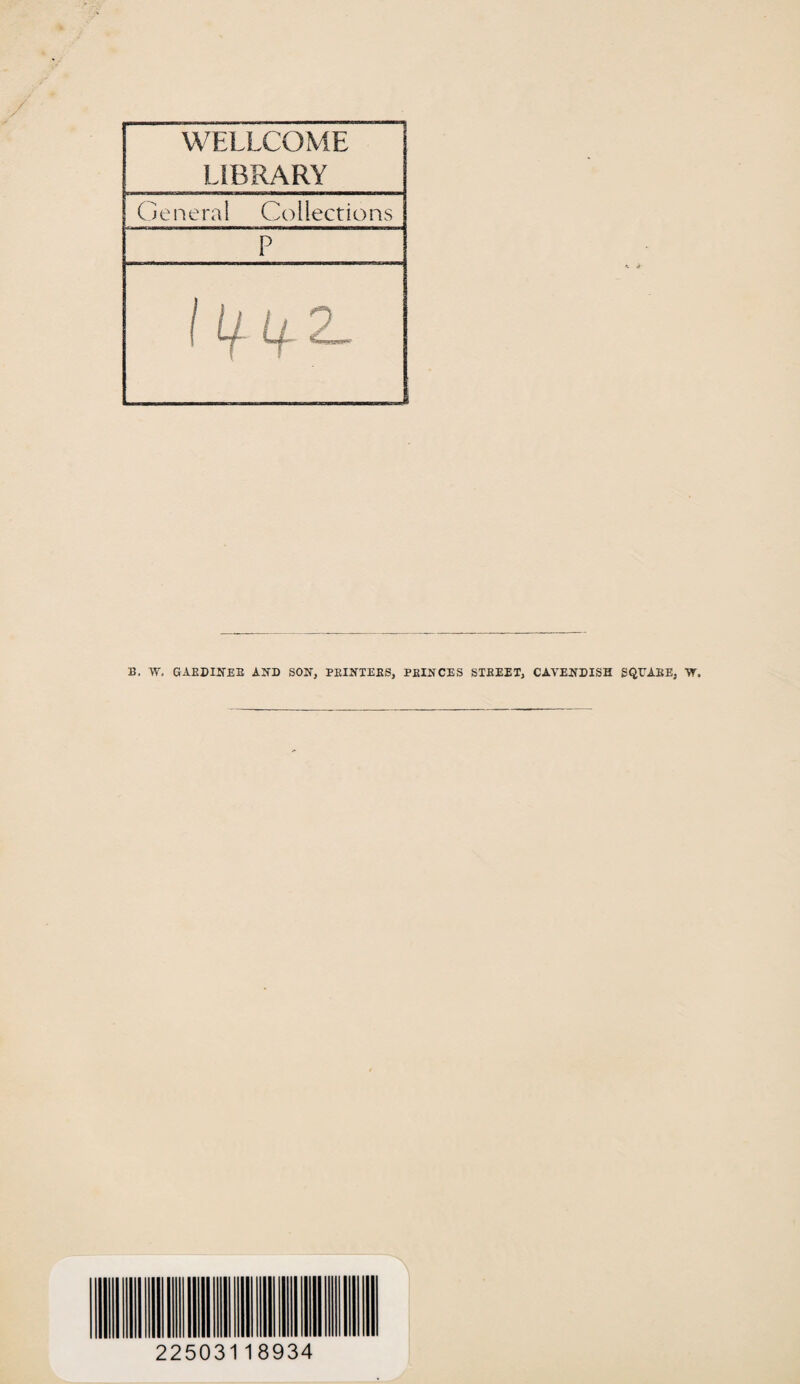 WELLCOME
LIBRARY
General Collections
P
1442
B. W. GARDINER AND SON, PRINTERS, PRINCES STREET, CAVENDISH SQUARE, W.
22503118934